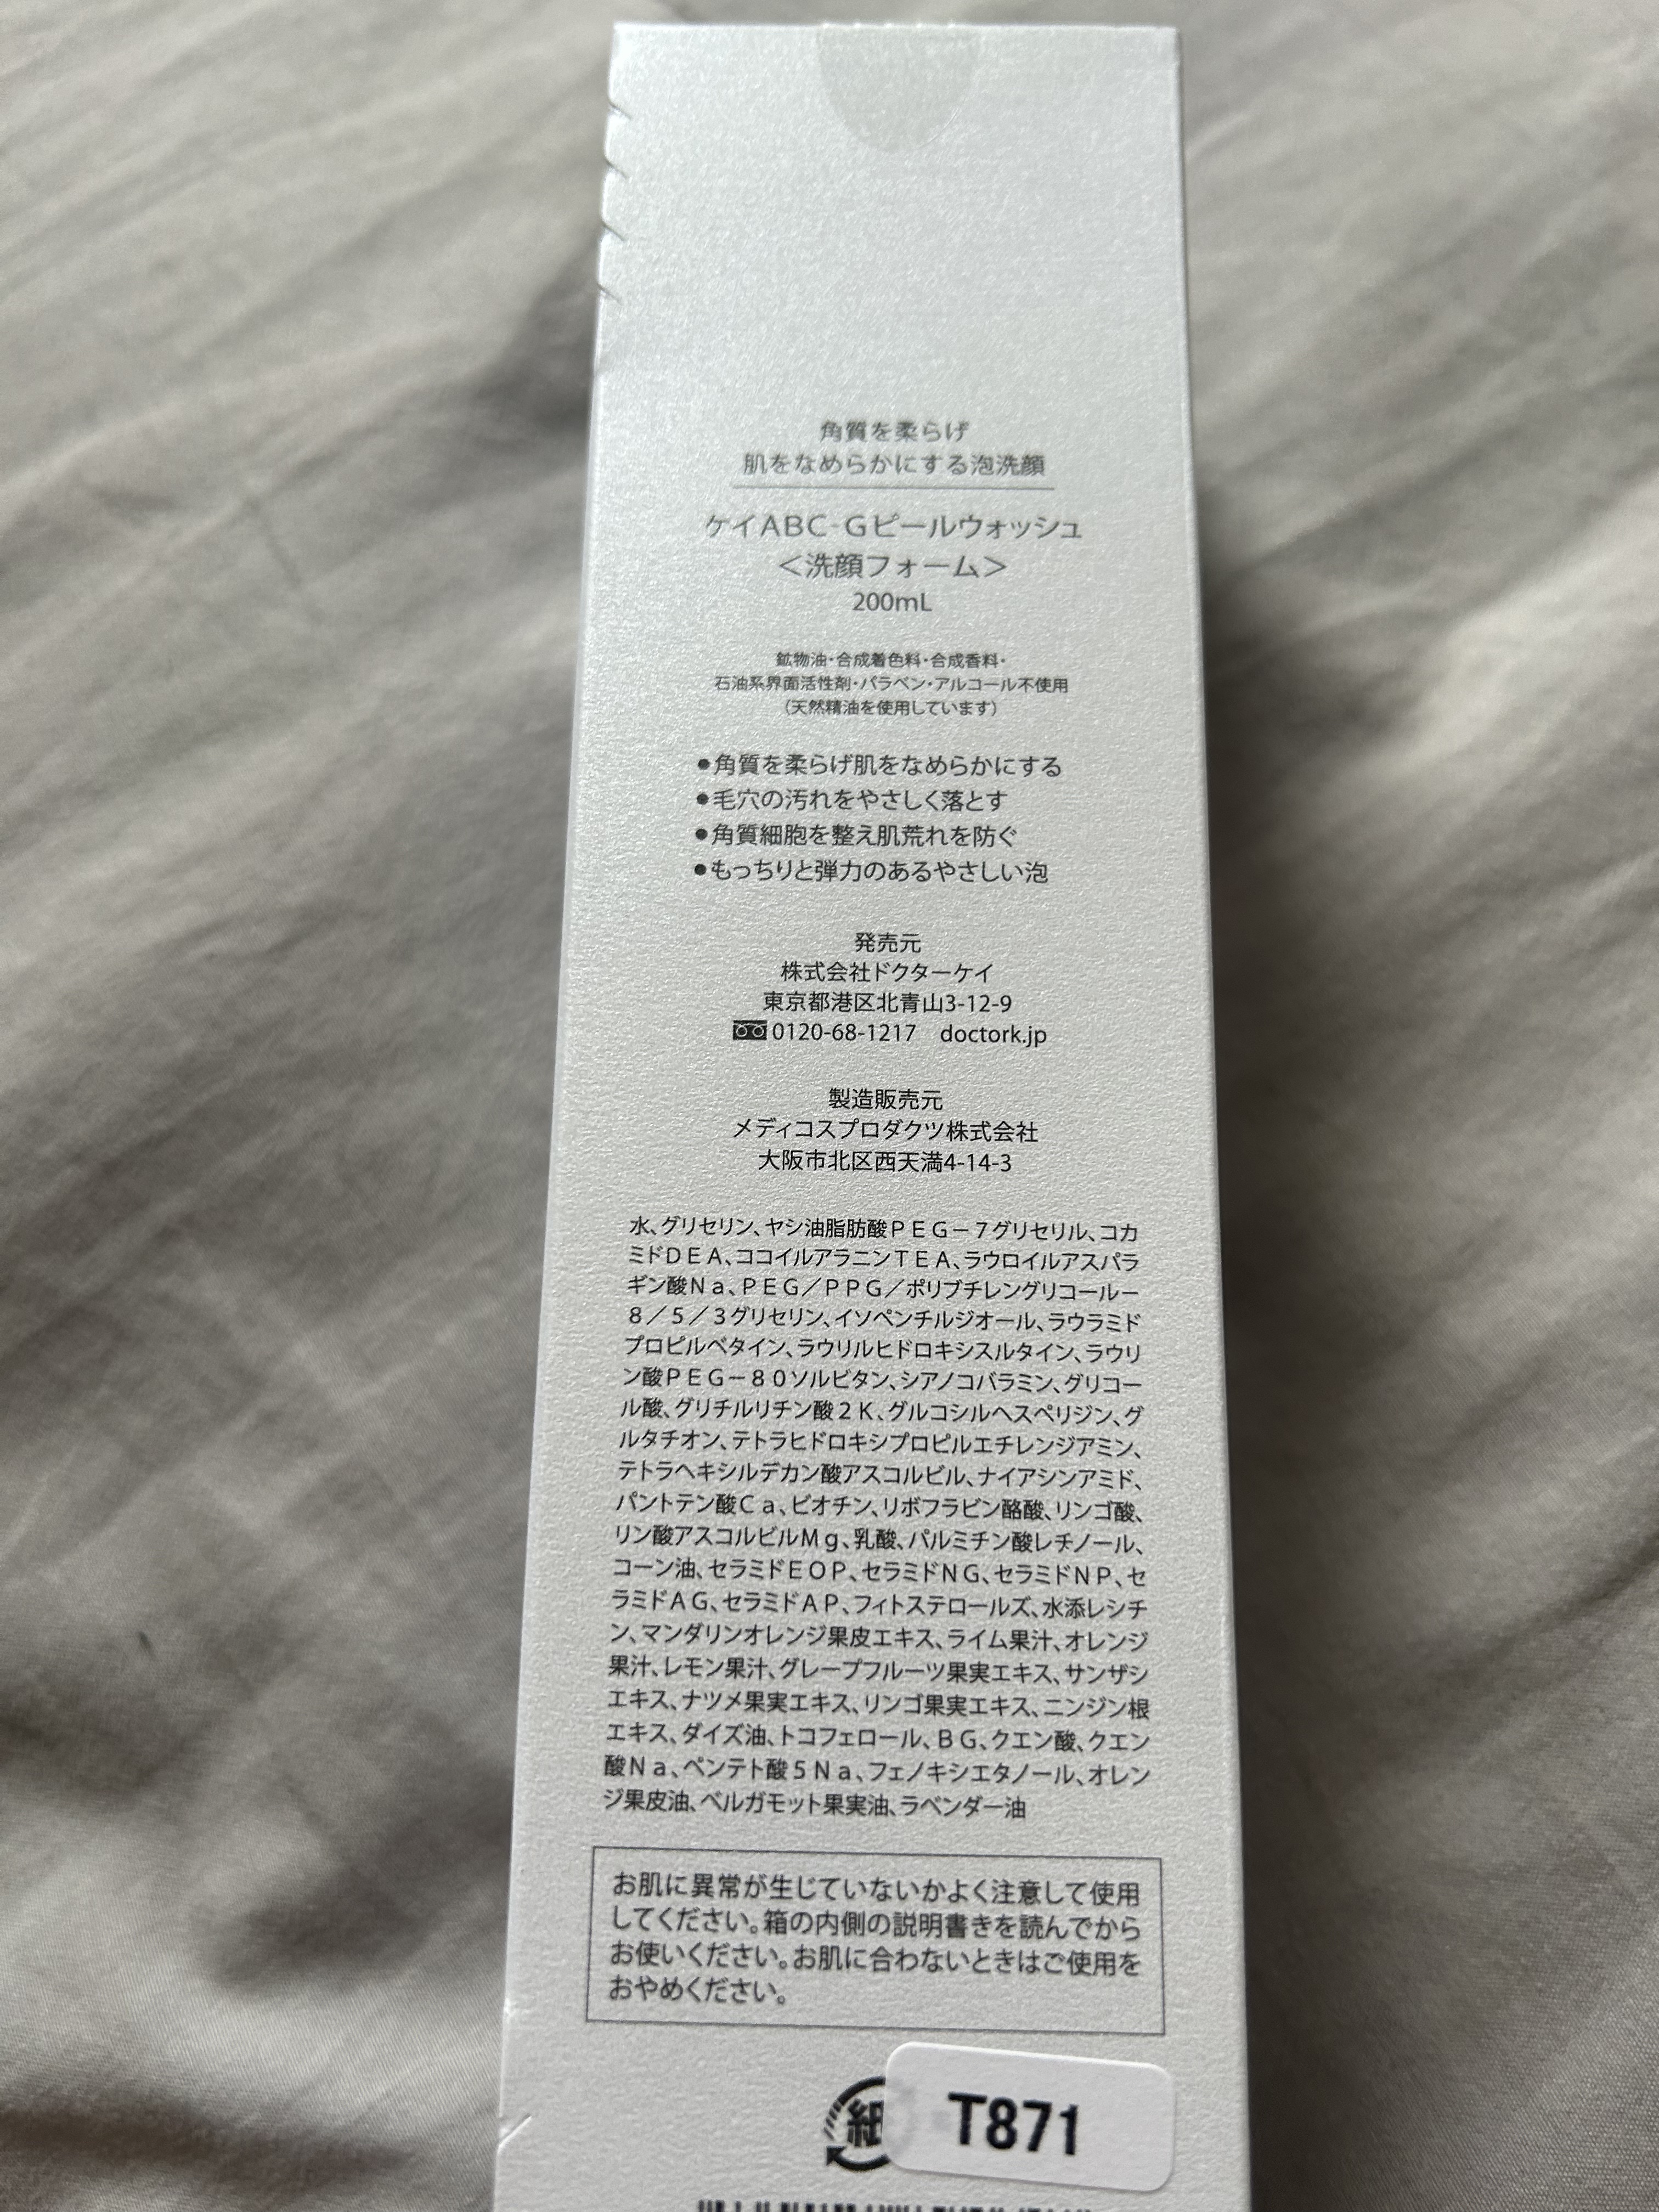 角質を柔らげ
肌をなめらかにする泡洗顔
ケイABC-Gピールウォッシュ
＜洗顔フォーム＞
200mL
鉱物油・合成着色料・合成香料・
石油系界面活性剤・パラベン・アルコール不使用
（天然精油を使用しています）
●角質を柔らげ肌をなめらかにする
●毛穴の汚れをやさしく落とす
●角質細胞を整え肌荒れを防ぐ
●もっちりと弾力のあるやさしい泡
発売元
株式会社ドクターケイ
東京都港区北青山3-12-9
0120-68-1217 doctork.jp
製造販売元
メディコスプロダクツ株式会社
大阪市北区西天満4-14-3
水、グリセリン、ヤシ油脂肪酸ＰＥＧ－７グリセリル、コカ
ミドＤＥＡ、ココイルアラニンＴＥＡ、ラウロイルアスパラ
ギン酸Ｎａ、ＰＥＧ／ＰＰＧ／ポリブチレングリコール－
８／５／３グリセリン、イソペンチルジオール、ラウラミド
プロピルベタイン、ラウリルヒドロキシスルタイン、ラウリ
ン酸ＰＥＧ－８０ソルビタン、シアノコバラミン、グリコー
ル酸、グリチルリチン酸２Ｋ、グルコシルヘスペリジン、グ
ルタチオン、テトラヒドロキシプロピルエチレンジアミン、
テトラヘキシルデカン酸アスコルビル、ナイアシンアミド、
パントテン酸Ｃａ、ビオチン、リボフラビン酪酸、リンゴ酸、
リン酸アスコルビルＭｇ、乳酸、パルミチン酸レチノール、
コーン油、セラミドＥＯＰ、セラミドＮＧ、セラミドＮＰ、セ
ラミドＡＧ、セラミドＡＰ、フィトステロールズ、水添レシチ
ン、マンダリンオレンジ果皮エキス、ライム果汁、オレンジ
果汁、レモン果汁、グレープフルーツ果実エキス、サンザシ
エキス、ナツメ果実エキス、リンゴ果実エキス、ニンジン根
エキス、ダイズ油、トコフェロール、ＢＧ、クエン酸、クエン
酸Ｎａ、ペンテト酸５Ｎａ、フェノキシエタノール、オレン
ジ果皮油、ベルガモット果実油、ラベンダー油
お肌に異常が生じていないかよく注意して使用
してください。箱の内側の説明書きを読んでから
お使いください。お肌に合わないときはご使用を
おやめください。
紙
T871